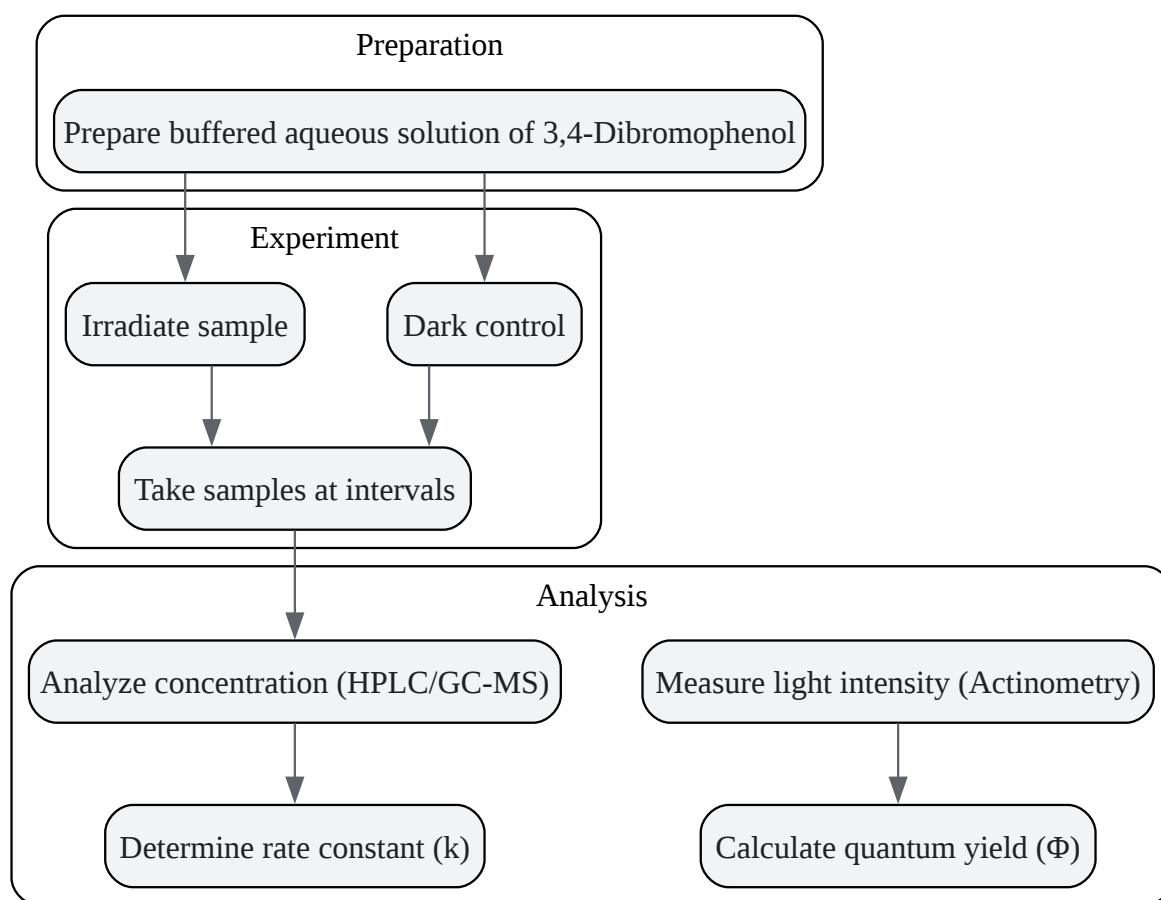 Preparation
Prepare buffered aqueous solution of 3,4-Dibromophenol
Experiment
Irradiate sample
Dark control
Take samples at intervals
Analysis
Analyze concentration (HPLC/GC-MS)
Measure light intensity (Actinometry)
Determine rate constant (k)
Calculate quantum yield (Φ)